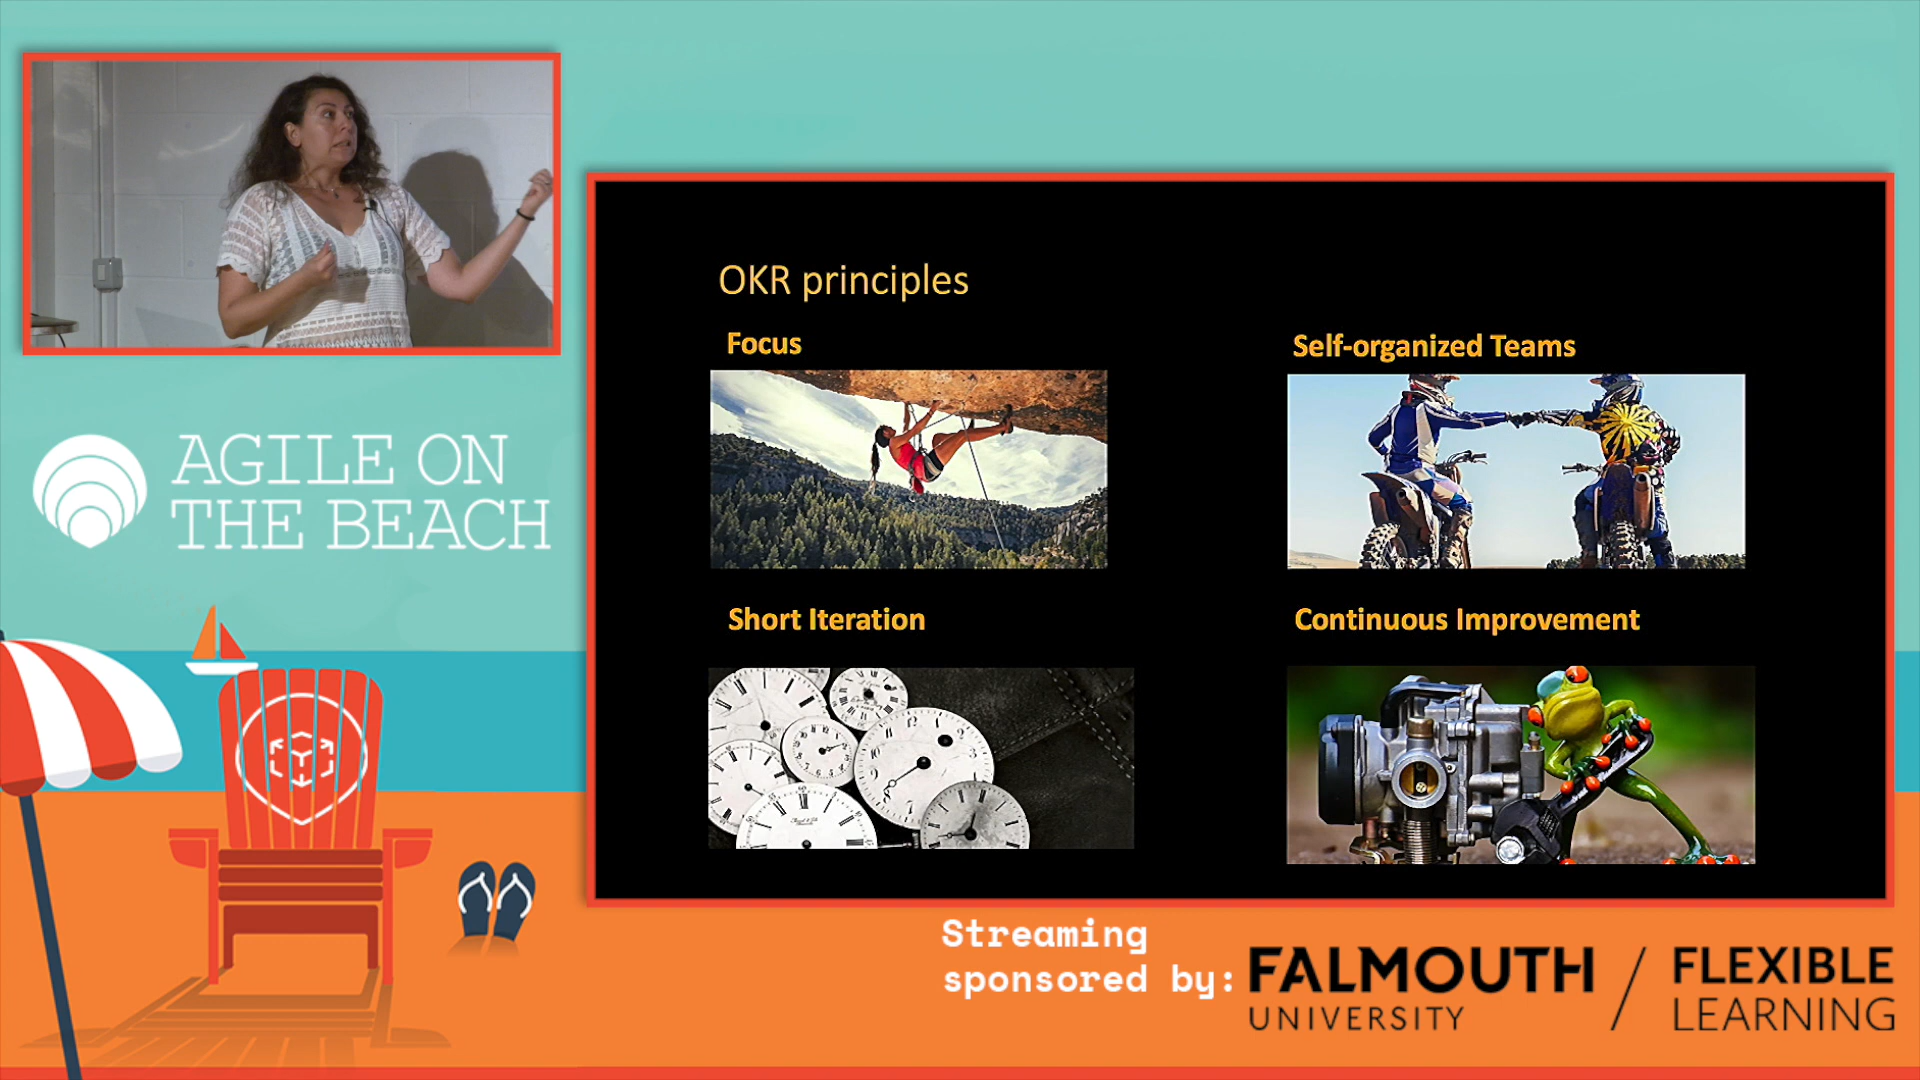 AGILE ON
THE BEACH
OKR principles
Focus
Self-organized Teams
Short Iteration
Continuous Improvement
Streaming
sponsored by:
FALMOUTH
UNIVERSITY
/
FLEXIBLE
LEARNING